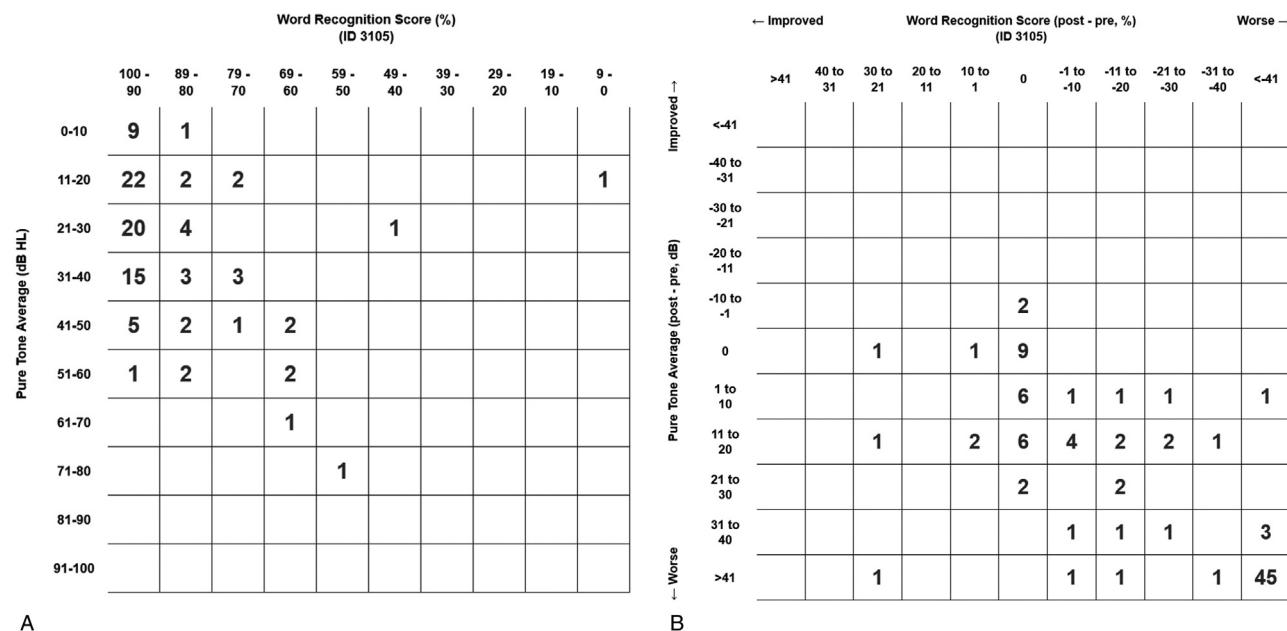 A
Word Recognition Score (%)
(ID 3105)
100 - 90 89 - 80 79 - 70 69 - 60 59 - 50 49 - 40 39 - 30 29 - 20 19 - 10 9 - 0
Pure Tone Average (dB HL)
0-10 9 1
11-20 22 2 2 1
21-30 20 4 1
31-40 15 3 3
41-50 5 2 1 2
51-60 1 2 2
61-70 1
71-80 1
81-90
91-100
A
← Improved Word Recognition Score (post - pre, %) Worse →
(ID 3105)
>41 40 to 31 30 to 21 20 to 11 10 to 1 0 -1 to -10 -11 to -20 -21 to -30 -31 to -40 <-41
Improved →
Pure Tone Average (post - pre, dB)
← Worse
<-41
-40 to -31
-30 to -21
-20 to -11
-10 to -1 2
0 1 1 9
1 to 10 6 1 1 1 1
11 to 20 1 2 6 4 2 2 1
21 to 30 2 2
31 to 40 1 1 1 3
>41 1 1 1 1 45
B